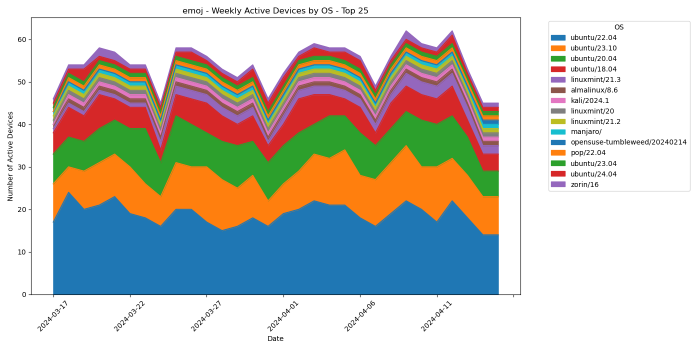 emoj - Weekly Active Devices by OS - Top 25
OS
ubuntu/22.04
ubuntu/23.10
ubuntu/20.04
ubuntu/18.04
linuxmint/21.3
almalinux/8.6
kali/2024.1
linuxmint/20
linuxmint/21.2
manjaro/
opensuse-tumbleweed/20240214
pop/22.04
ubuntu/23.04
ubuntu/24.04
zorin/16
Number of Active Devices
60
50
40
30
20
10
0
2024-03-17
2024-03-22
2024-03-27
2024-04-01
2024-04-06
2024-04-11
Date